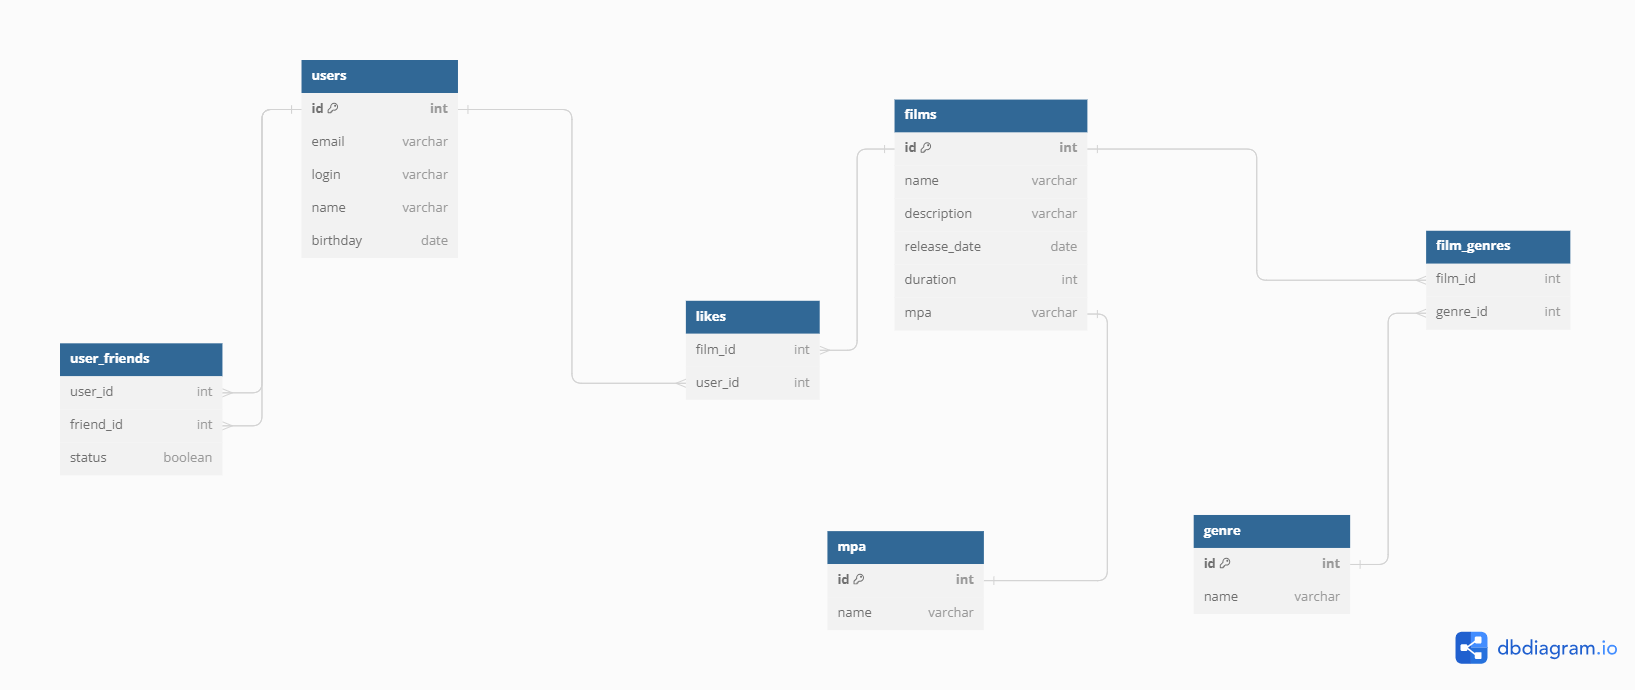 users
id int
email varchar
login varchar
name varchar
birthday date
user_friends
user_id int
friend_id int
status boolean
likes
film_id int
user_id int
films
id int
name varchar
description varchar
release_date date
duration int
mpa varchar
film_genres
film_id int
genre_id int
mpa
id int
name varchar
genre
id int
name varchar
dbdiagram.io